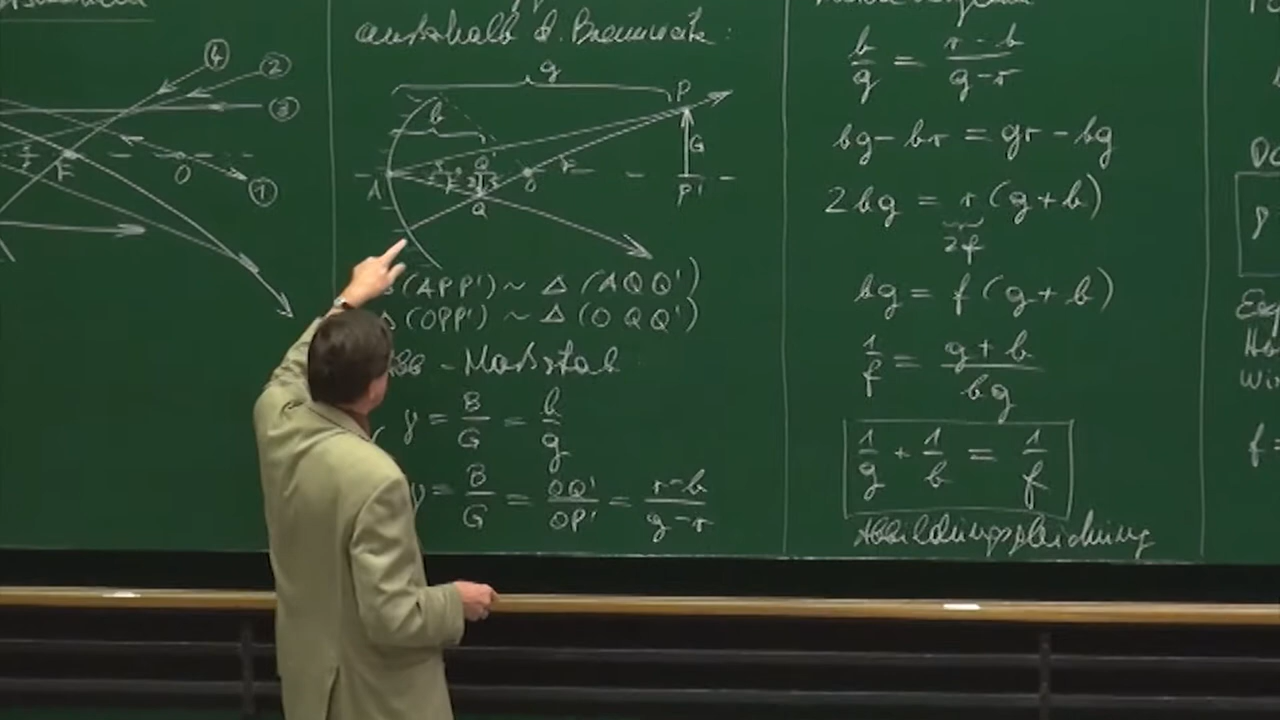 ④
②
③
①
F
O
außerhalb d. Brennweite:
g
b
P
G
A
F
Q'
O
r
P'
Q
(APP') ~ Δ (AQQ')
Δ (OPP') ~ Δ (OQQ')
Abb - Maßstab
γ = B/G = b/g
γ = B/G = OQ'/OP' = r-b/g-r
b/g = r-b/g-r
bg - br = gr - bg
2bg = r (g+b)
2f
bg = f (g+b)
1/f = g+b/bg
1/g + 1/b = 1/f
Abbildungsgleichung
γ
f =